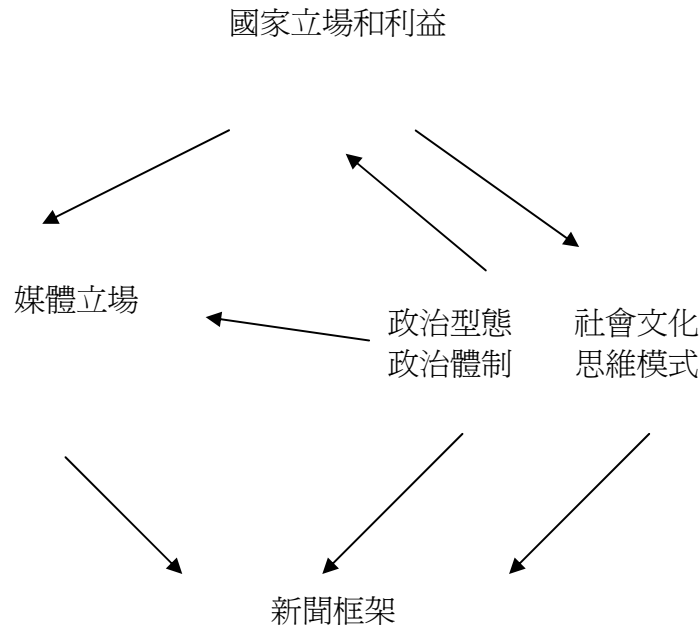 國家立場和利益
媒體立場
政治型態
政治體制
社會文化
思維模式
新聞框架